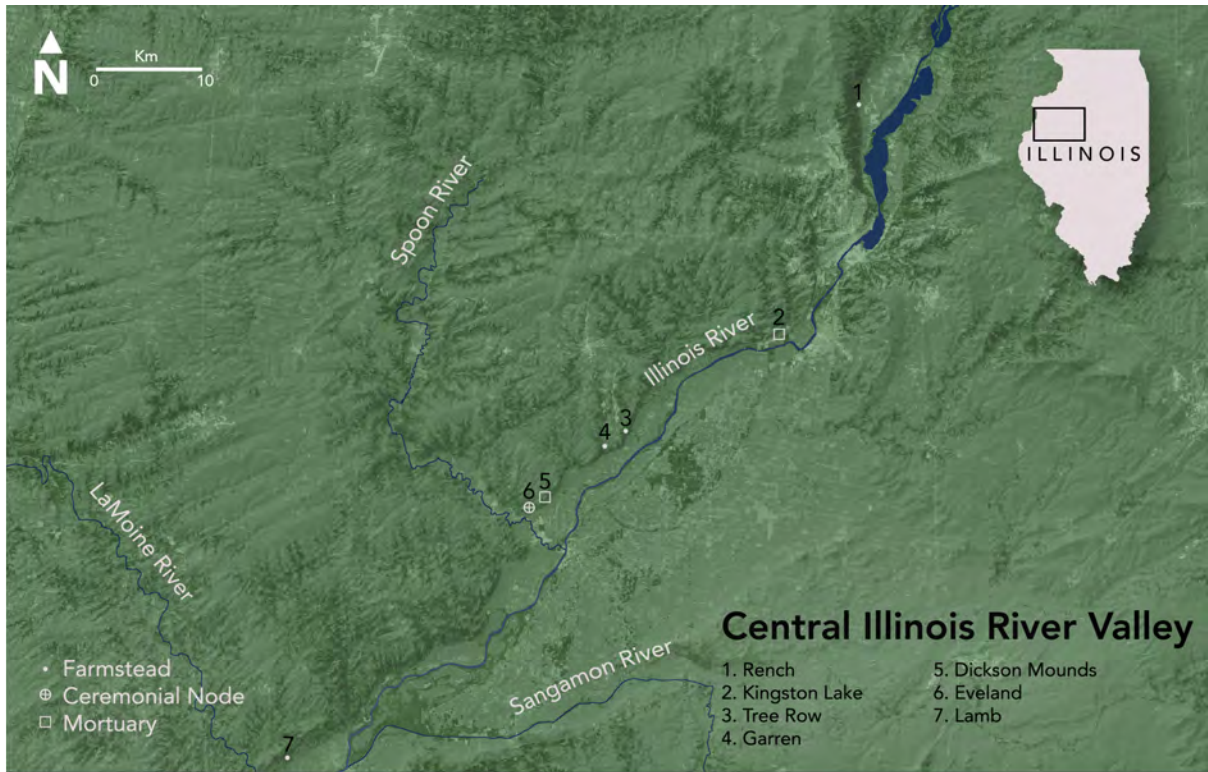 N
Km
0 10
1
ILLINOIS
Spoon River
2
Illinois River
3
4
5
6
LaMoine River
Central Illinois River Valley
Farmstead
Ceremonial Node
Mortuary
Sangamon River
1. Rench
2. Kingston Lake
3. Tree Row
4. Garren
5. Dickson Mounds
6. Eveland
7. Lamb
7